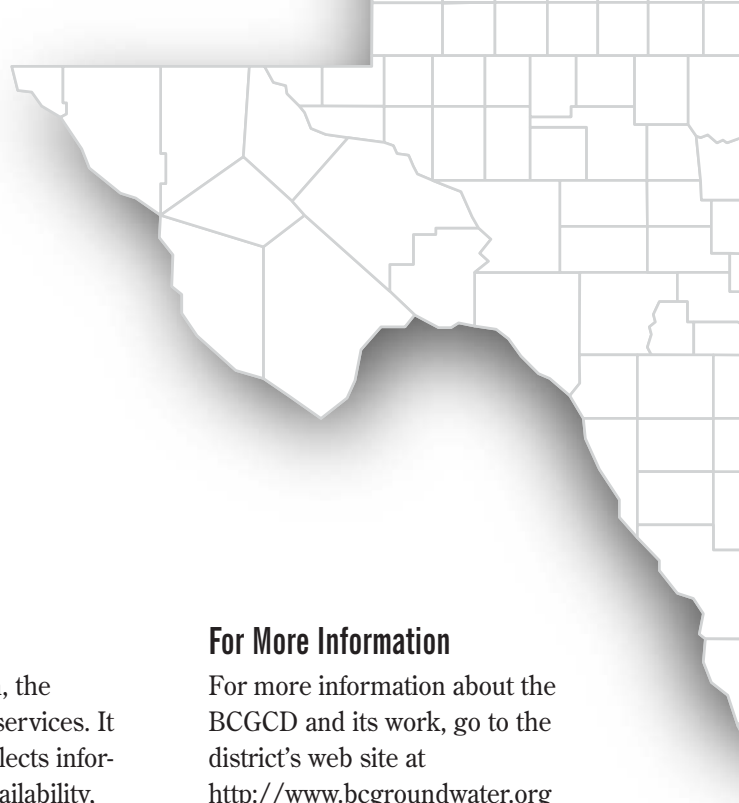 , the
services. It
lects infor-
ailability,
For More Information
For more information about the
BCGCD and its work, go to the
district's web site at
http://www.bcgroundwater.org